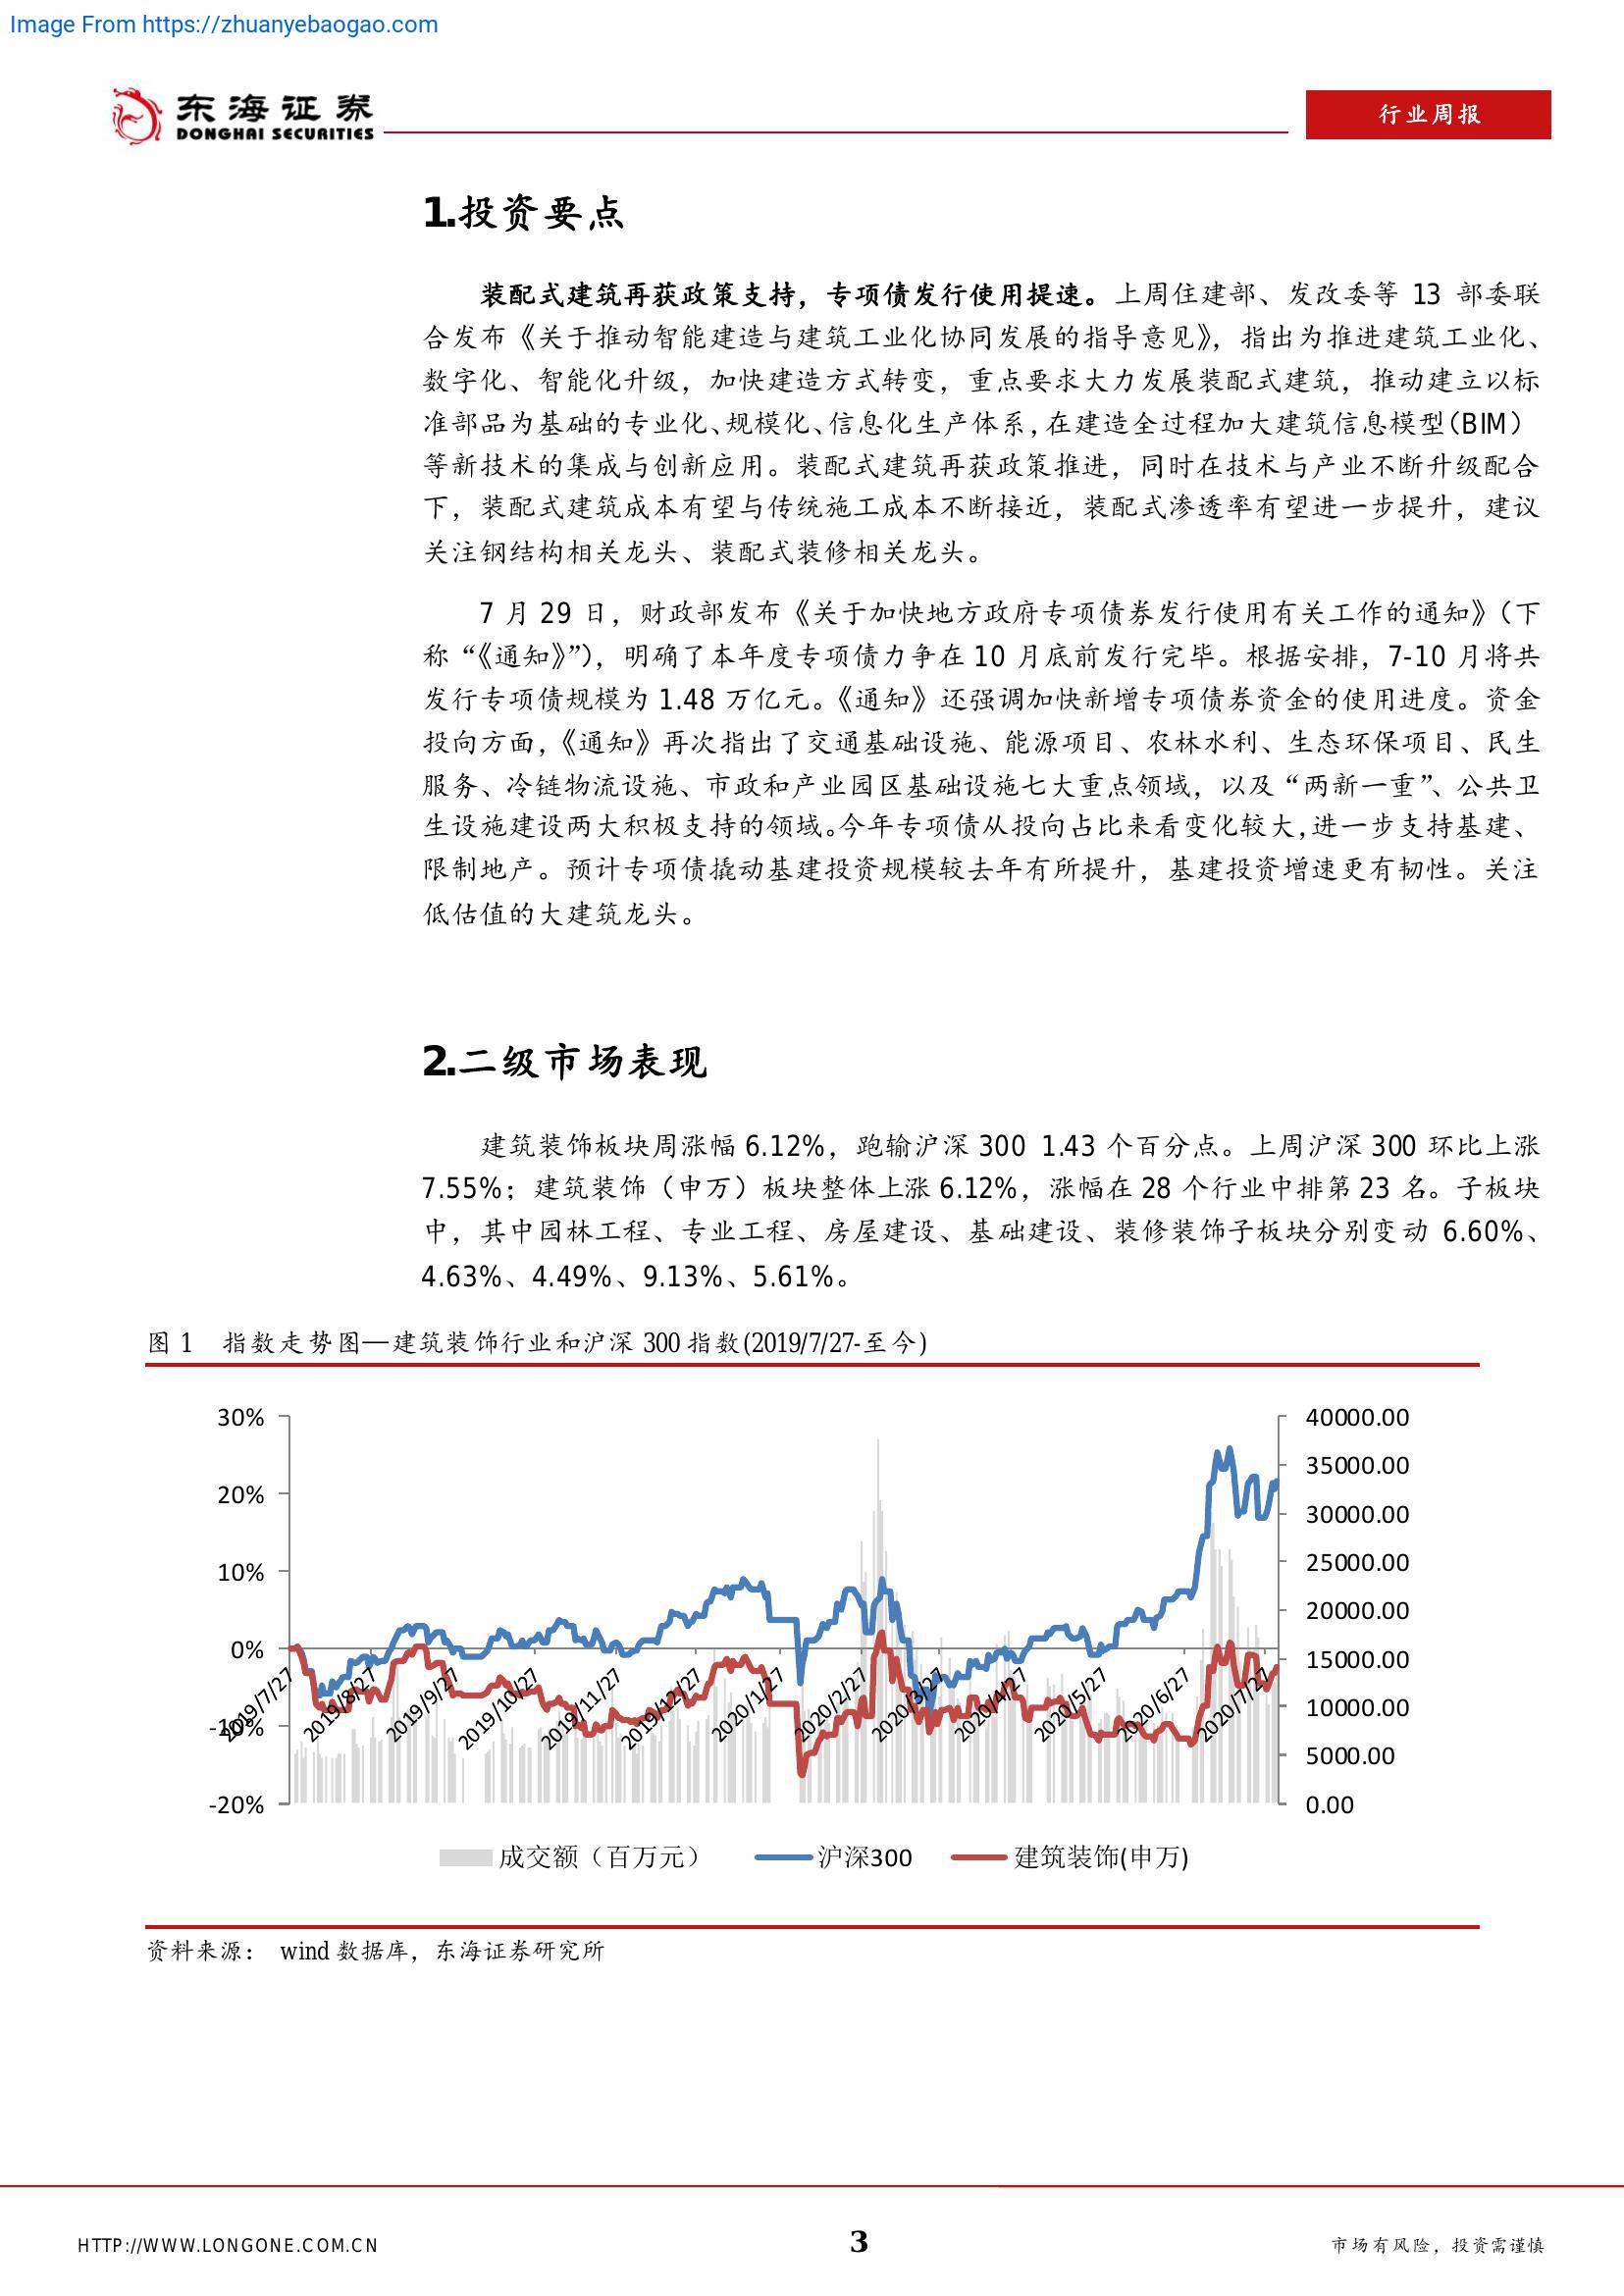 Image From https://zhuanyebaogao.com
东海证券
DONGHAI SECURITIES
行业周报
1.投资要点
装配式建筑再获政策支持，专项债发行使用提速。上周住建部、发改委等 13 部委联
合发布《关于推动智能建造与建筑工业化协同发展的指导意见》，指出为推进建筑工业化、
数字化、智能化升级，加快建造方式转变，重点要求大力发展装配式建筑，推动建立以标
准部品为基础的专业化、规模化、信息化生产体系，在建造全过程加大建筑信息模型（BIM）
等新技术的集成与创新应用。装配式建筑再获政策推进，同时在技术与产业不断升级配合
下，装配式建筑成本有望与传统施工成本不断接近，装配式渗透率有望进一步提升，建议
关注钢结构相关龙头、装配式装修相关龙头。
7 月 29 日，财政部发布《关于加快地方政府专项债券发行使用有关工作的通知》（下
称“《通知》”），明确了本年度专项债力争在 10 月底前发行完毕。根据安排，7-10 月将共
发行专项债规模为 1.48 万亿元。《通知》还强调加快新增专项债券资金的使用进度。资金
投向方面，《通知》再次指出了交通基础设施、能源项目、农林水利、生态环保项目、民生
服务、冷链物流设施、市政和产业园区基础设施七大重点领域，以及“两新一重”、公共卫
生设施建设两大积极支持的领域。今年专项债从投向占比来看变化较大，进一步支持基建、
限制地产。预计专项债撬动基建投资规模较去年有所提升，基建投资增速更有韧性。关注
低估值的大建筑龙头。
2.二级市场表现
建筑装饰板块周涨幅 6.12%，跑输沪深 300 1.43 个百分点。上周沪深 300 环比上涨
7.55%；建筑装饰（申万）板块整体上涨 6.12%，涨幅在 28 个行业中排第 23 名。子板块
中，其中园林工程、专业工程、房屋建设、基础建设、装修装饰子板块分别变动 6.60%、
4.63%、4.49%、9.13%、5.61%。
图 1 指数走势图—建筑装饰行业和沪深 300 指数(2019/7/27-至今)
30%
20%
10%
0%
-10%
-20%
40000.00
35000.00
30000.00
25000.00
20000.00
15000.00
10000.00
5000.00
0.00
2019/7/27
2019/8/27
2019/9/27
2019/10/27
2019/11/27
2019/12/27
2020/1/27
2020/2/27
2020/3/27
2020/4/27
2020/5/27
2020/6/27
2020/7/27
成交额（百万元） 沪深300 建筑装饰(申万)
资料来源： wind 数据库，东海证券研究所
HTTP://WWW.LONGONE.COM.CN 3 市场有风险，投资需谨慎